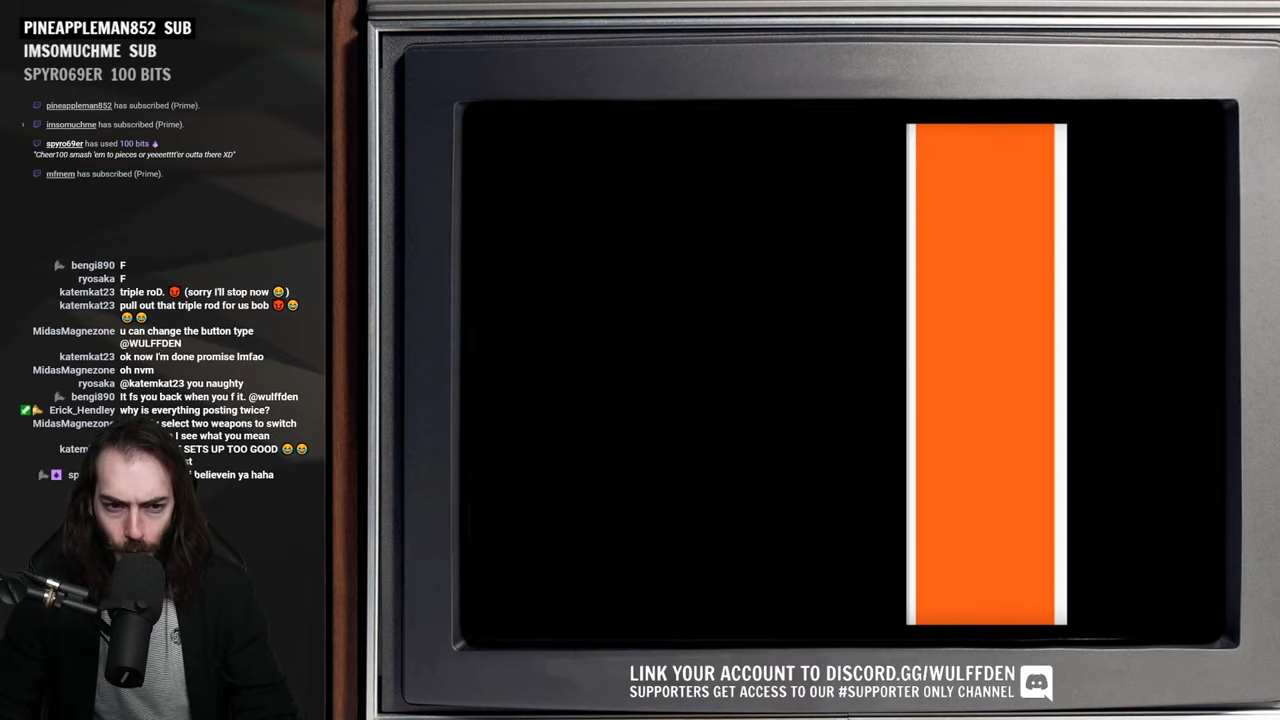 PINEAPPLEMAN852 SUB
IMSOMUCHME SUB
SPYRO69ER 100 BITS
pineappleman852 has subscribed (Prime).
imsomuchme has subscribed (Prime).
spyro69er has used 100 bits
"Cheer100 smash 'em to pieces or yeeeetttt'er outta there XD"
mfmem has subscribed (Prime).
bengi890 F
ryosaka F
katemkat23 triple roD. (sorry I'll stop now )
katemkat23 pull out that triple rod for us bob
MidasMagnezone u can change the button type
@WULFFDEN
katemkat23 ok now I'm done promise lmfao
MidasMagnezone oh nvm
ryosaka @katemkat23 you naughty
bengi890 It fs you back when you f it. @wulffden
Erick_Hendley why is everything posting twice?
MidasMagnezone select two weapons to switch
I see what you mean
SETS UP TOO GOOD
believein ya haha
LINK YOUR ACCOUNT TO DISCORD.GG/WULFFDEN
SUPPORTERS GET ACCESS TO OUR #SUPPORTER ONLY CHANNEL